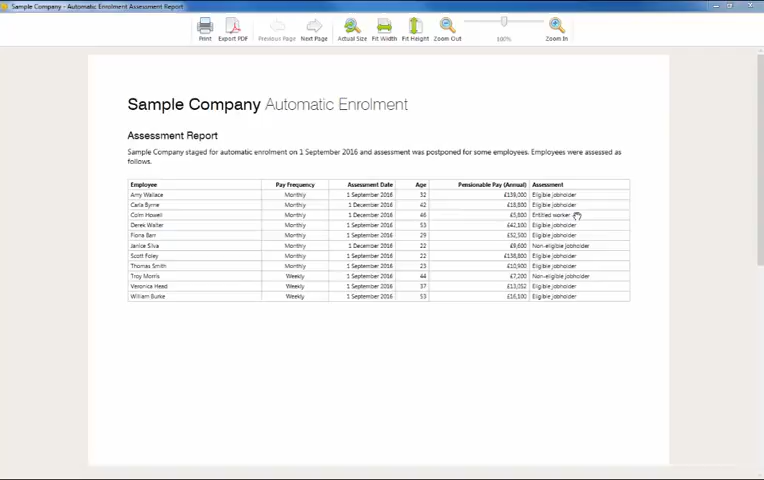 Sample Company - Automatic Enrolment Assessment Report
Print Export PDF Previous Page Next Page Actual Size Fit Width Fit Height Zoom Out 100% Zoom In
Sample Company Automatic Enrolment
Assessment Report
Sample Company staged for automatic enrolment on 1 September 2016 and assessment was postponed for some employees. Employees were assessed as
follows.
Employee Pay Frequency Assessment Date Age Pensionable Pay (Annual) Assessment
Amy Wallace Monthly 1 September 2016 32 £139,000 Eligible jobholder
Carla Byrne Monthly 1 December 2016 42 £18,800 Eligible jobholder
Colm Howell Monthly 1 December 2016 46 £5,600 Entitled worker
Derek Walter Monthly 1 September 2016 53 £42,100 Eligible jobholder
Fiona Barr Monthly 1 September 2016 29 £32,500 Eligible jobholder
Janice Silva Monthly 1 December 2016 22 £9,600 Non-eligible jobholder
Scott Foley Monthly 1 September 2016 22 £138,800 Eligible jobholder
Thomas Smith Monthly 1 September 2016 23 £10,900 Eligible jobholder
Troy Morris Weekly 1 September 2016 44 £7,200 Non-eligible jobholder
Veronica Head Weekly 1 September 2016 37 £13,052 Eligible jobholder
William Burke Weekly 1 September 2016 53 £16,100 Eligible jobholder